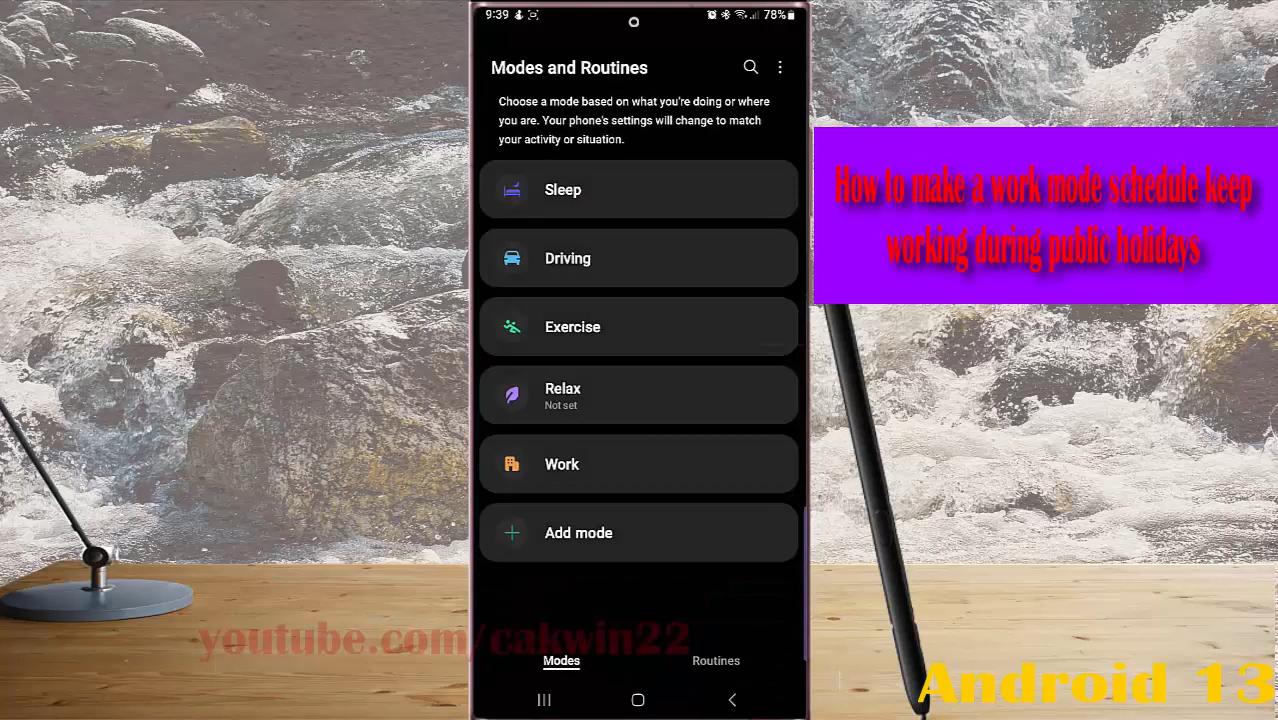 9:39
78%
Modes and Routines
Choose a mode based on what you're doing or where
you are. Your phone's settings will change to match
your activity or situation.
Sleep
Driving
Exercise
Relax
Not set
Work
Add mode
Modes
Routines
How to make a work mode schedule keep
working during public holidays
youtube.com/cakwin22
Android 13